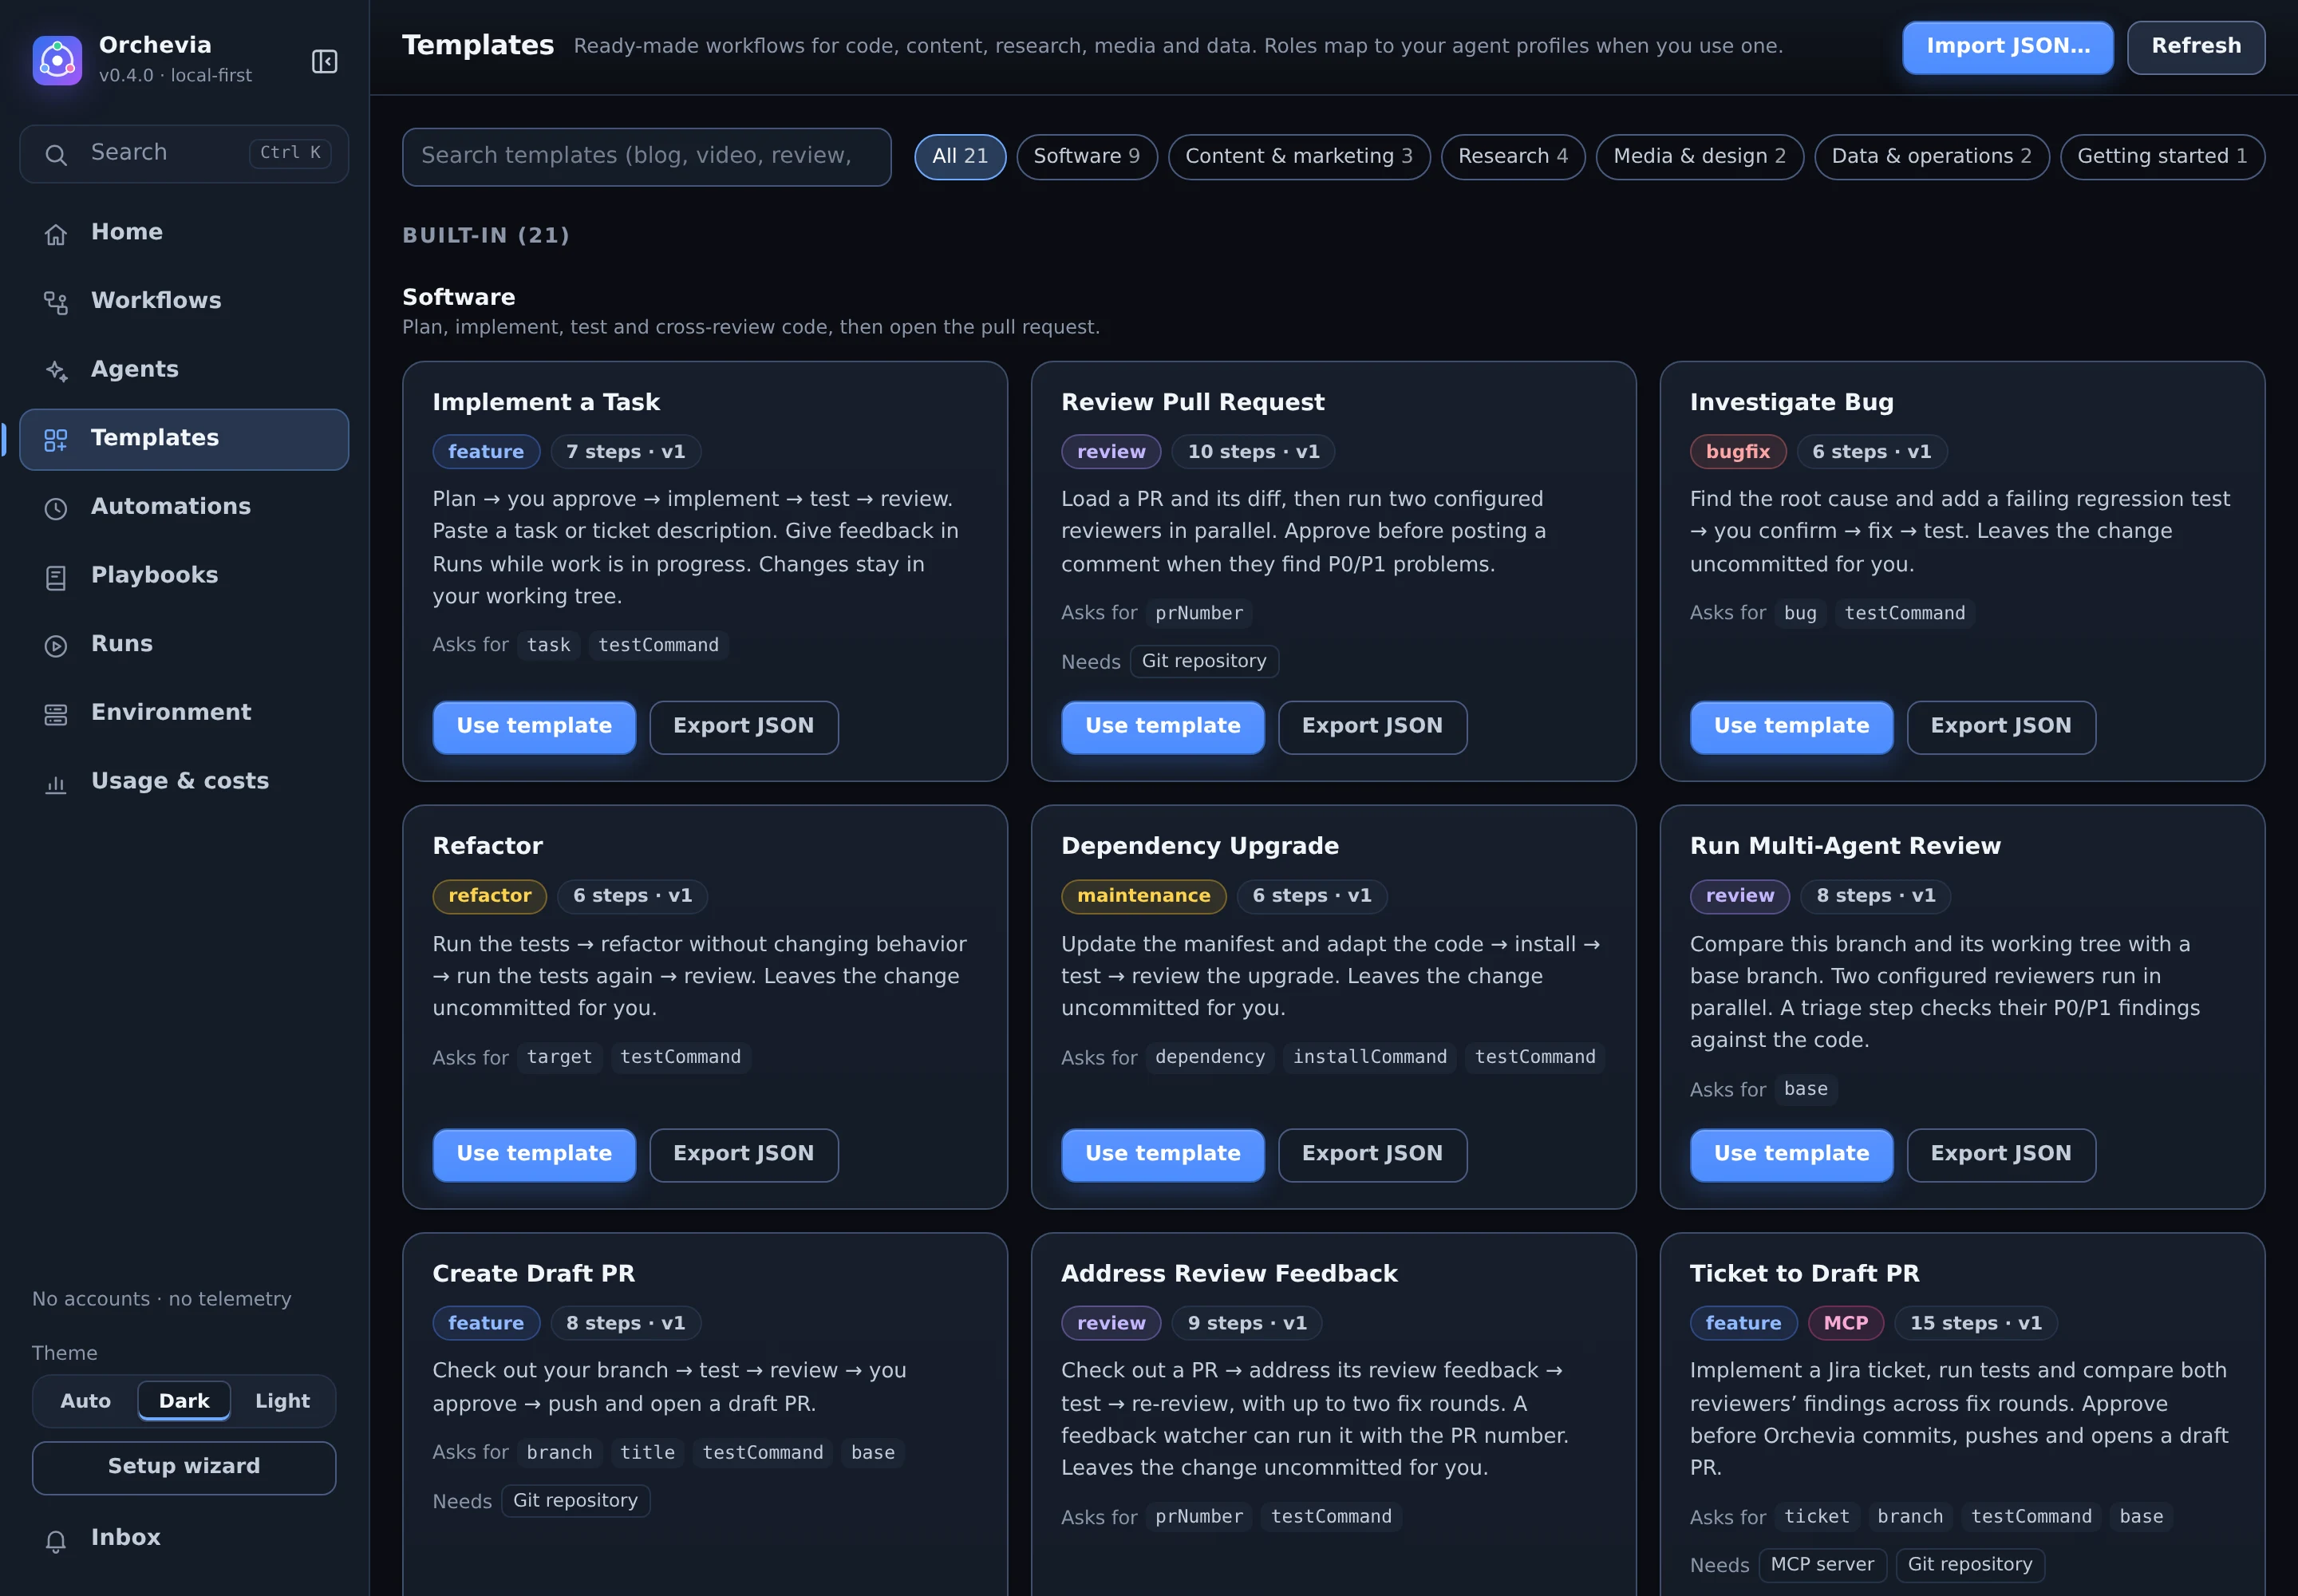 Orchevia
v0.4.0 · local-first
Search
Ctrl K
Home
Workflows
Agents
Templates
Automations
Playbooks
Runs
Environment
Usage & costs
No accounts · no telemetry
Theme
Auto
Dark
Light
Setup wizard
Inbox
Templates
Ready-made workflows for code, content, research, media and data. Roles map to your agent profiles when you use one.
Import JSON…
Refresh
Search templates (blog, video, review,
All 21
Software 9
Content & marketing 3
Research 4
Media & design 2
Data & operations 2
Getting started 1
BUILT-IN (21)
Software
Plan, implement, test and cross-review code, then open the pull request.
Implement a Task
feature
7 steps · v1
Plan → you approve → implement → test → review.
Paste a task or ticket description. Give feedback in
Runs while work is in progress. Changes stay in
your working tree.
Asks for task testCommand
Use template
Export JSON
Review Pull Request
review
10 steps · v1
Load a PR and its diff, then run two configured
reviewers in parallel. Approve before posting a
comment when they find P0/P1 problems.
Asks for prNumber
Needs Git repository
Use template
Export JSON
Investigate Bug
bugfix
6 steps · v1
Find the root cause and add a failing regression test
→ you confirm → fix → test. Leaves the change
uncommitted for you.
Asks for bug testCommand
Use template
Export JSON
Refactor
refactor
6 steps · v1
Run the tests → refactor without changing behavior
→ run the tests again → review. Leaves the change
uncommitted for you.
Asks for target testCommand
Use template
Export JSON
Dependency Upgrade
maintenance
6 steps · v1
Update the manifest and adapt the code → install →
test → review the upgrade. Leaves the change
uncommitted for you.
Asks for dependency installCommand testCommand
Use template
Export JSON
Run Multi-Agent Review
review
8 steps · v1
Compare this branch and its working tree with a
base branch. Two configured reviewers run in
parallel. A triage step checks their P0/P1 findings
against the code.
Asks for base
Use template
Export JSON
Create Draft PR
feature
8 steps · v1
Check out your branch → test → review → you
approve → push and open a draft PR.
Asks for branch title testCommand base
Needs Git repository
Address Review Feedback
review
9 steps · v1
Check out a PR → address its review feedback →
test → re-review, with up to two fix rounds. A
feedback watcher can run it with the PR number.
Leaves the change uncommitted for you.
Asks for prNumber testCommand
Ticket to Draft PR
feature
MCP
15 steps · v1
Implement a Jira ticket, run tests and compare both
reviewers’ findings across fix rounds. Approve
before Orchevia commits, pushes and opens a draft
PR.
Asks for ticket branch testCommand base
Needs MCP server Git repository